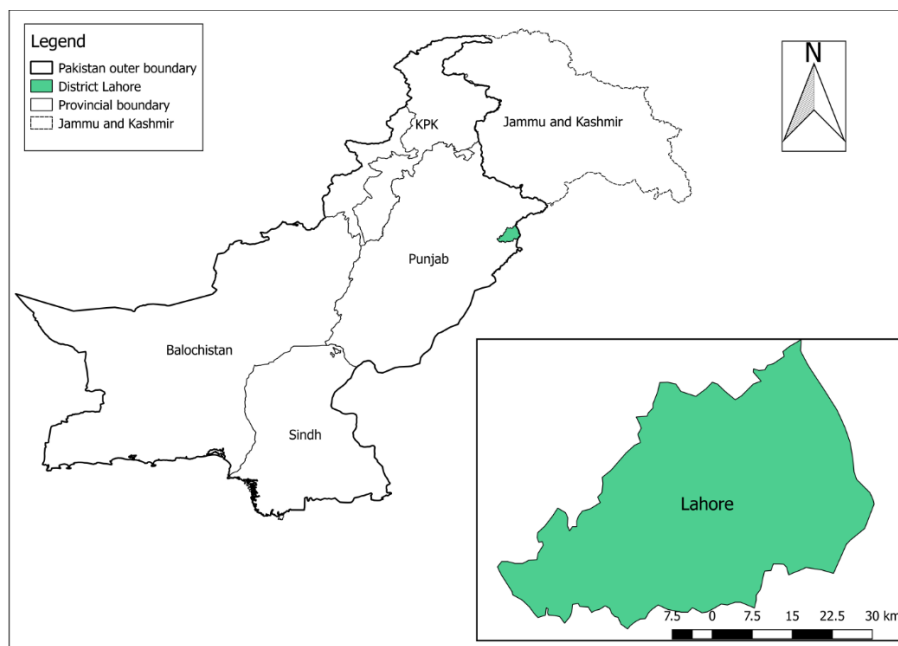 Legend
Pakistan outer boundary
District Lahore
Provincial boundary
Jammu and Kashmir
N
KPK
Jammu and Kashmir
Punjab
Balochistan
Sindh
Lahore
7.5 0 7.5 15 22.5 30 km